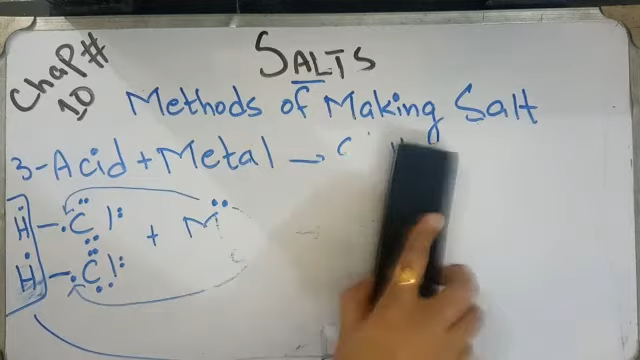 Chap# 10
SALTS
Methods of Making Salt
3-Acid + Metal →
H - Cl
+ M
H - Cl